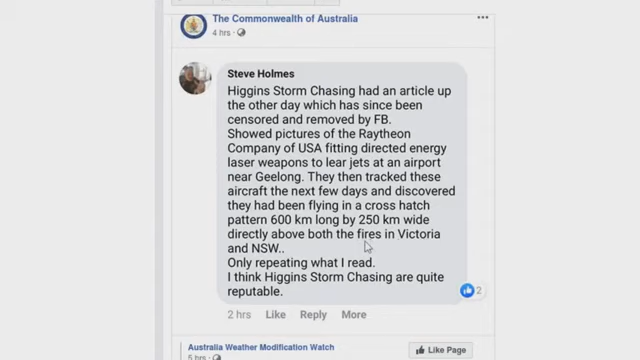 The Commonwealth of Australia
4 hrs ·
Steve Holmes
Higgins Storm Chasing had an article up
the other day which has since been
censored and removed by FB.
Showed pictures of the Raytheon
Company of USA fitting directed energy
laser weapons to lear jets at an airport
near Geelong. They then tracked these
aircraft the next few days and discovered
they had been flying in a cross hatch
pattern 600 km long by 250 km wide
directly above both the fires in Victoria
and NSW..
Only repeating what I read.
I think Higgins Storm Chasing are quite
reputable.
2
2 hrs Like Reply More
Australia Weather Modification Watch
Like Page
5 hrs ·